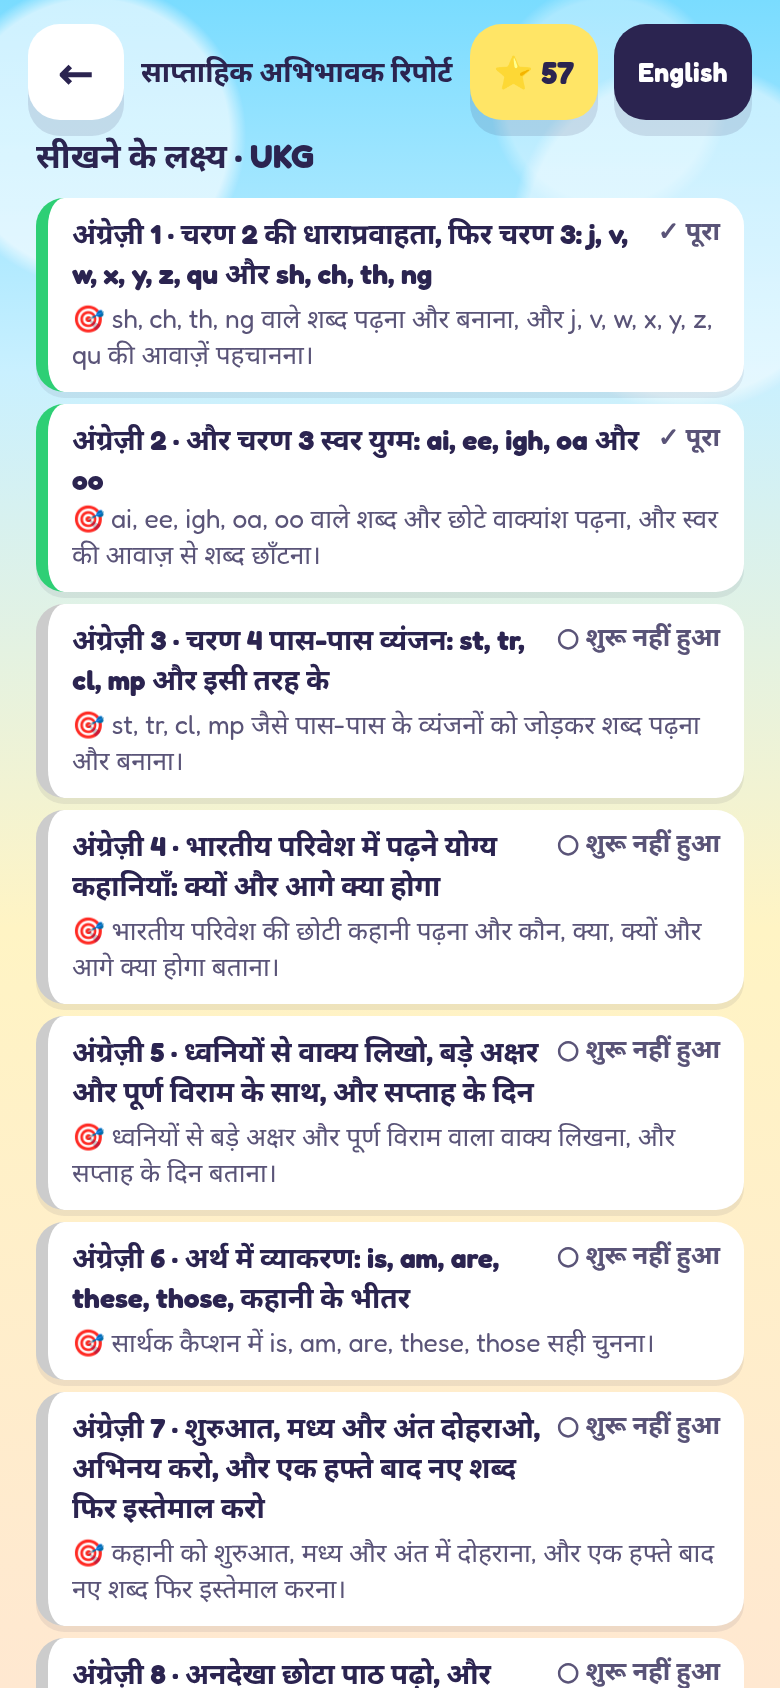 ←
साप्ताहिक अभिभावक रिपोर्ट
⭐ 57
English
सीखने के लक्ष्य · UKG
अंग्रेज़ी 1 · चरण 2 की धाराप्रवाहता, फिर चरण 3: j, v,
w, x, y, z, qu और sh, ch, th, ng
✓ पूरा
🎯 sh, ch, th, ng वाले शब्द पढ़ना और बनाना, और j, v, w, x, y, z,
qu की आवाज़ें पहचानना।
अंग्रेज़ी 2 · और चरण 3 स्वर युग्म: ai, ee, igh, oa और
oo
✓ पूरा
🎯 ai, ee, igh, oa, oo वाले शब्द और छोटे वाक्यांश पढ़ना, और स्वर
की आवाज़ से शब्द छाँटना।
अंग्रेज़ी 3 · चरण 4 पास-पास व्यंजन: st, tr,
cl, mp और इसी तरह के
○ शुरू नहीं हुआ
🎯 st, tr, cl, mp जैसे पास-पास के व्यंजनों को जोड़कर शब्द पढ़ना
और बनाना।
अंग्रेज़ी 4 · भारतीय परिवेश में पढ़ने योग्य
कहानियाँ: क्यों और आगे क्या होगा
○ शुरू नहीं हुआ
🎯 भारतीय परिवेश की छोटी कहानी पढ़ना और कौन, क्या, क्यों और
आगे क्या होगा बताना।
अंग्रेज़ी 5 · ध्वनियों से वाक्य लिखो, बड़े अक्षर
और पूर्ण विराम के साथ, और सप्ताह के दिन
○ शुरू नहीं हुआ
🎯 ध्वनियों से बड़े अक्षर और पूर्ण विराम वाला वाक्य लिखना, और
सप्ताह के दिन बताना।
अंग्रेज़ी 6 · अर्थ में व्याकरण: is, am, are,
these, those, कहानी के भीतर
○ शुरू नहीं हुआ
🎯 सार्थक कैप्शन में is, am, are, these, those सही चुनना।
अंग्रेज़ी 7 · शुरुआत, मध्य और अंत दोहराओ,
अभिनय करो, और एक हफ्ते बाद नए शब्द
फिर इस्तेमाल करो
○ शुरू नहीं हुआ
🎯 कहानी को शुरुआत, मध्य और अंत में दोहराना, और एक हफ्ते बाद
नए शब्द फिर इस्तेमाल करना।
अंग्रेज़ी 8 · अनदेखा छोटा पाठ पढ़ो, और
○ शुरू नहीं हुआ